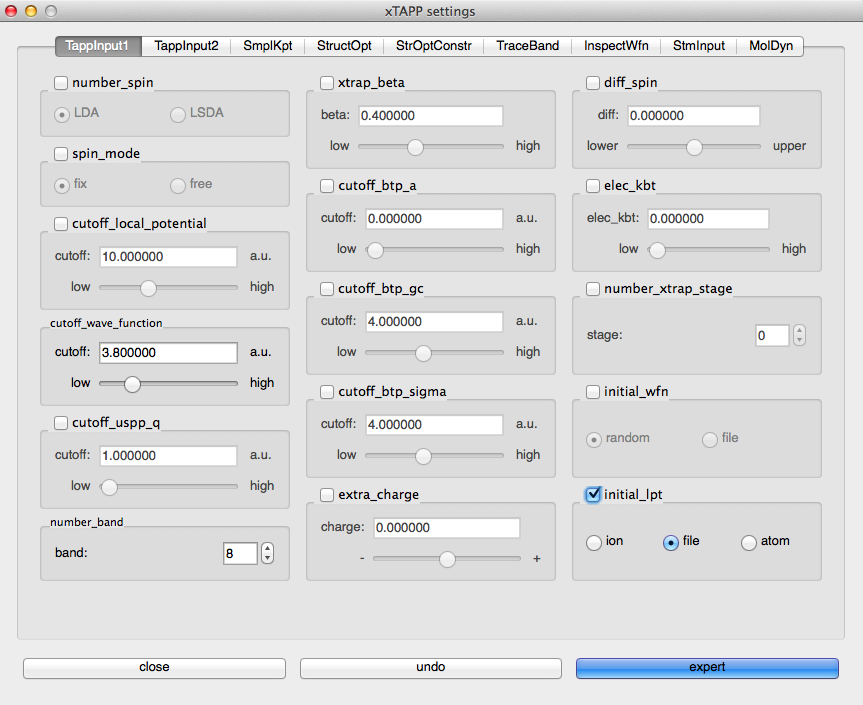 xTAPP settings
TappInput1 TappInput2 SmplKpt StructOpt StrOptConstr TraceBand InspectWfn StmInput MolDyn
number_spin
LDA LSDA
spin_mode
fix free
cutoff_local_potential
cutoff: 10.000000 a.u.
low high
cutoff_wave_function
cutoff: 3.800000 a.u.
low high
cutoff_uspp_q
cutoff: 1.000000 a.u.
low high
number_band
band: 8
xtrap_beta
beta: 0.400000
low high
cutoff_btp_a
cutoff: 0.000000 a.u.
low high
cutoff_btp_gc
cutoff: 4.000000 a.u.
low high
cutoff_btp_sigma
cutoff: 4.000000 a.u.
low high
extra_charge
charge: 0.000000
- +
diff_spin
diff: 0.000000
lower upper
elec_kbt
elec_kbt: 0.000000
low high
number_xtrap_stage
stage: 0
initial_wfn
random file
initial_lpt
ion file atom
close undo expert